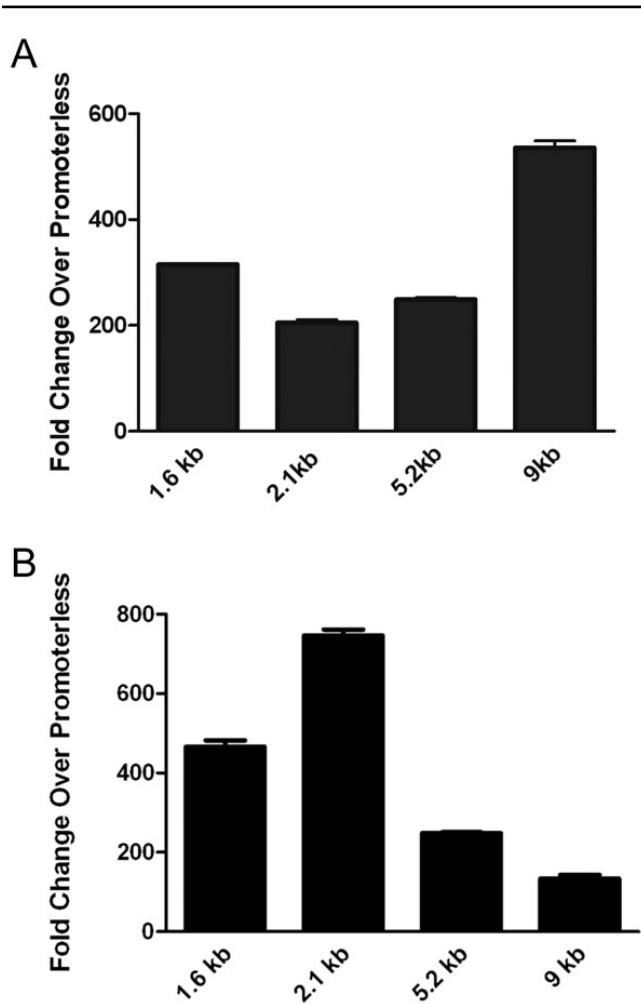 A
Fold Change Over Promoterless
600
400
200
0
1.6 kb
2.1kb
5.2kb
9kb
B
Fold Change Over Promoterless
800
600
400
200
0
1.6 kb
2.1 kb
5.2 kb
9 kb